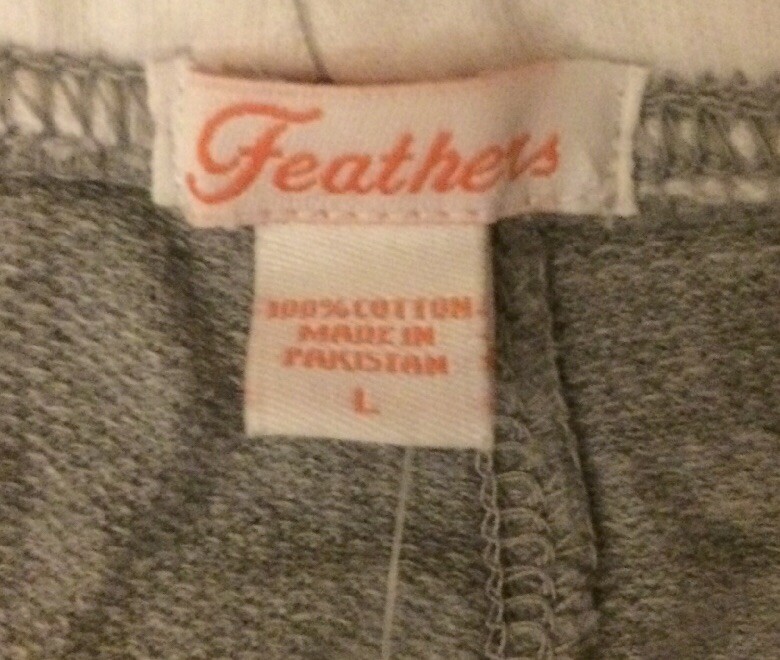 Feathers
100% COTTON
MADE IN
PAKISTAN
L